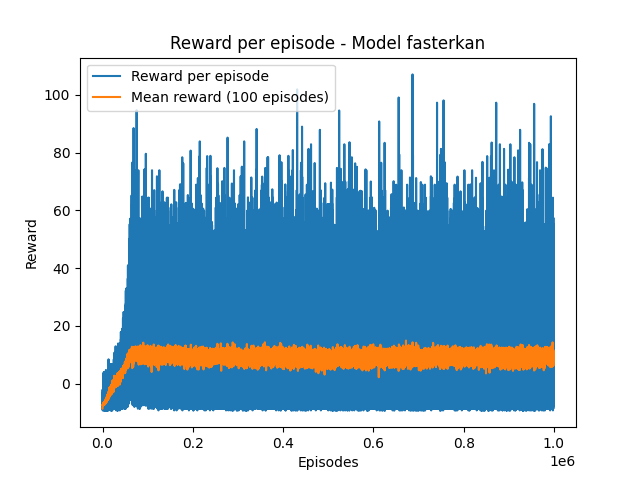 Reward per episode - Model fasterkan
Reward per episode
Mean reward (100 episodes)
100
80
60
40
20
0
Reward
0.0
0.2
0.4
0.6
0.8
1.0
1e6
Episodes